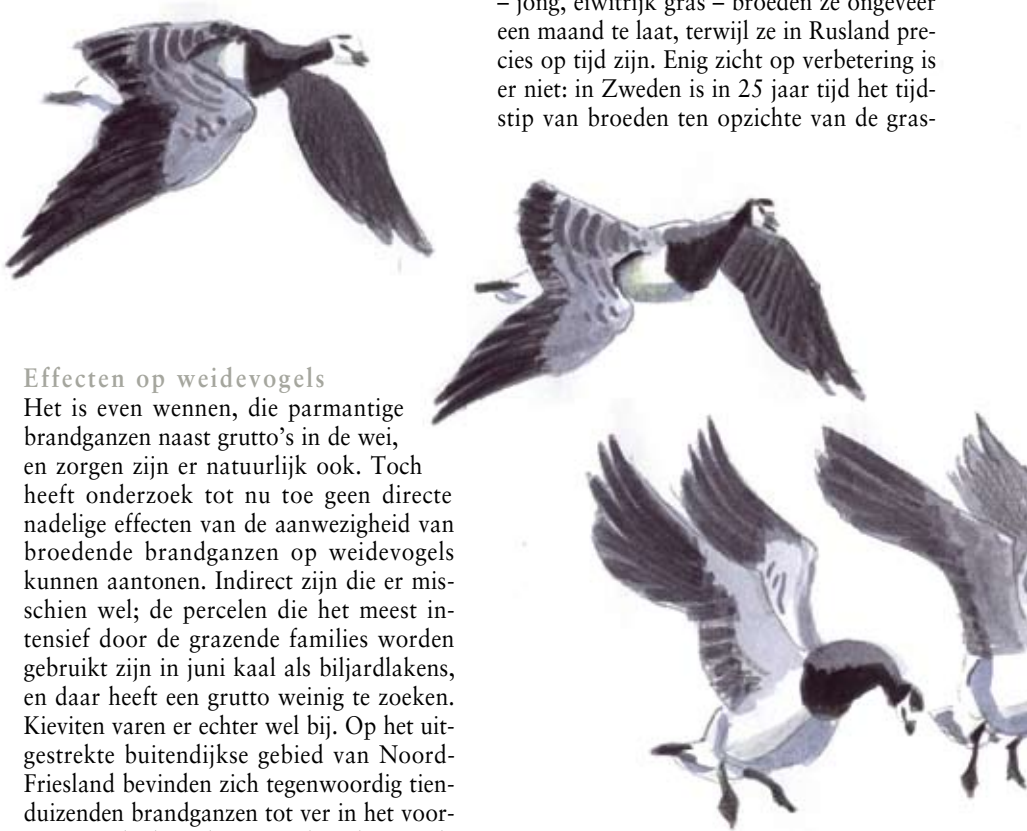 – jong, eiwitrijk gras – broeden ze ongeveer
een maand te laat, terwijl ze in Rusland pre-
cies op tijd zijn. Enig zicht op verbetering is
er niet: in Zweden is in 25 jaar tijd het tijd-
stip van broeden ten opzichte van de gras-
Effecten op weidevogels
Het is even wennen, die parmantige
brandganzen naast grutto's in de wei,
en zorgen zijn er natuurlijk ook. Toch
heeft onderzoek tot nu toe geen directe
nadelige effecten van de aanwezigheid van
broedende brandganzen op weidevogels
kunnen aantonen. Indirect zijn die er mis-
schien wel; de percelen die het meest in-
tensief door de grazende families worden
gebruikt zijn in juni kaal als biljardlakens,
en daar heeft een grutto weinig te zoeken.
Kieviten varen er echter wel bij. Op het uit-
gestrekte buitendijkse gebied van Noord-
Friesland bevinden zich tegenwoordig tien-
duizenden brandganzen tot ver in het voor-